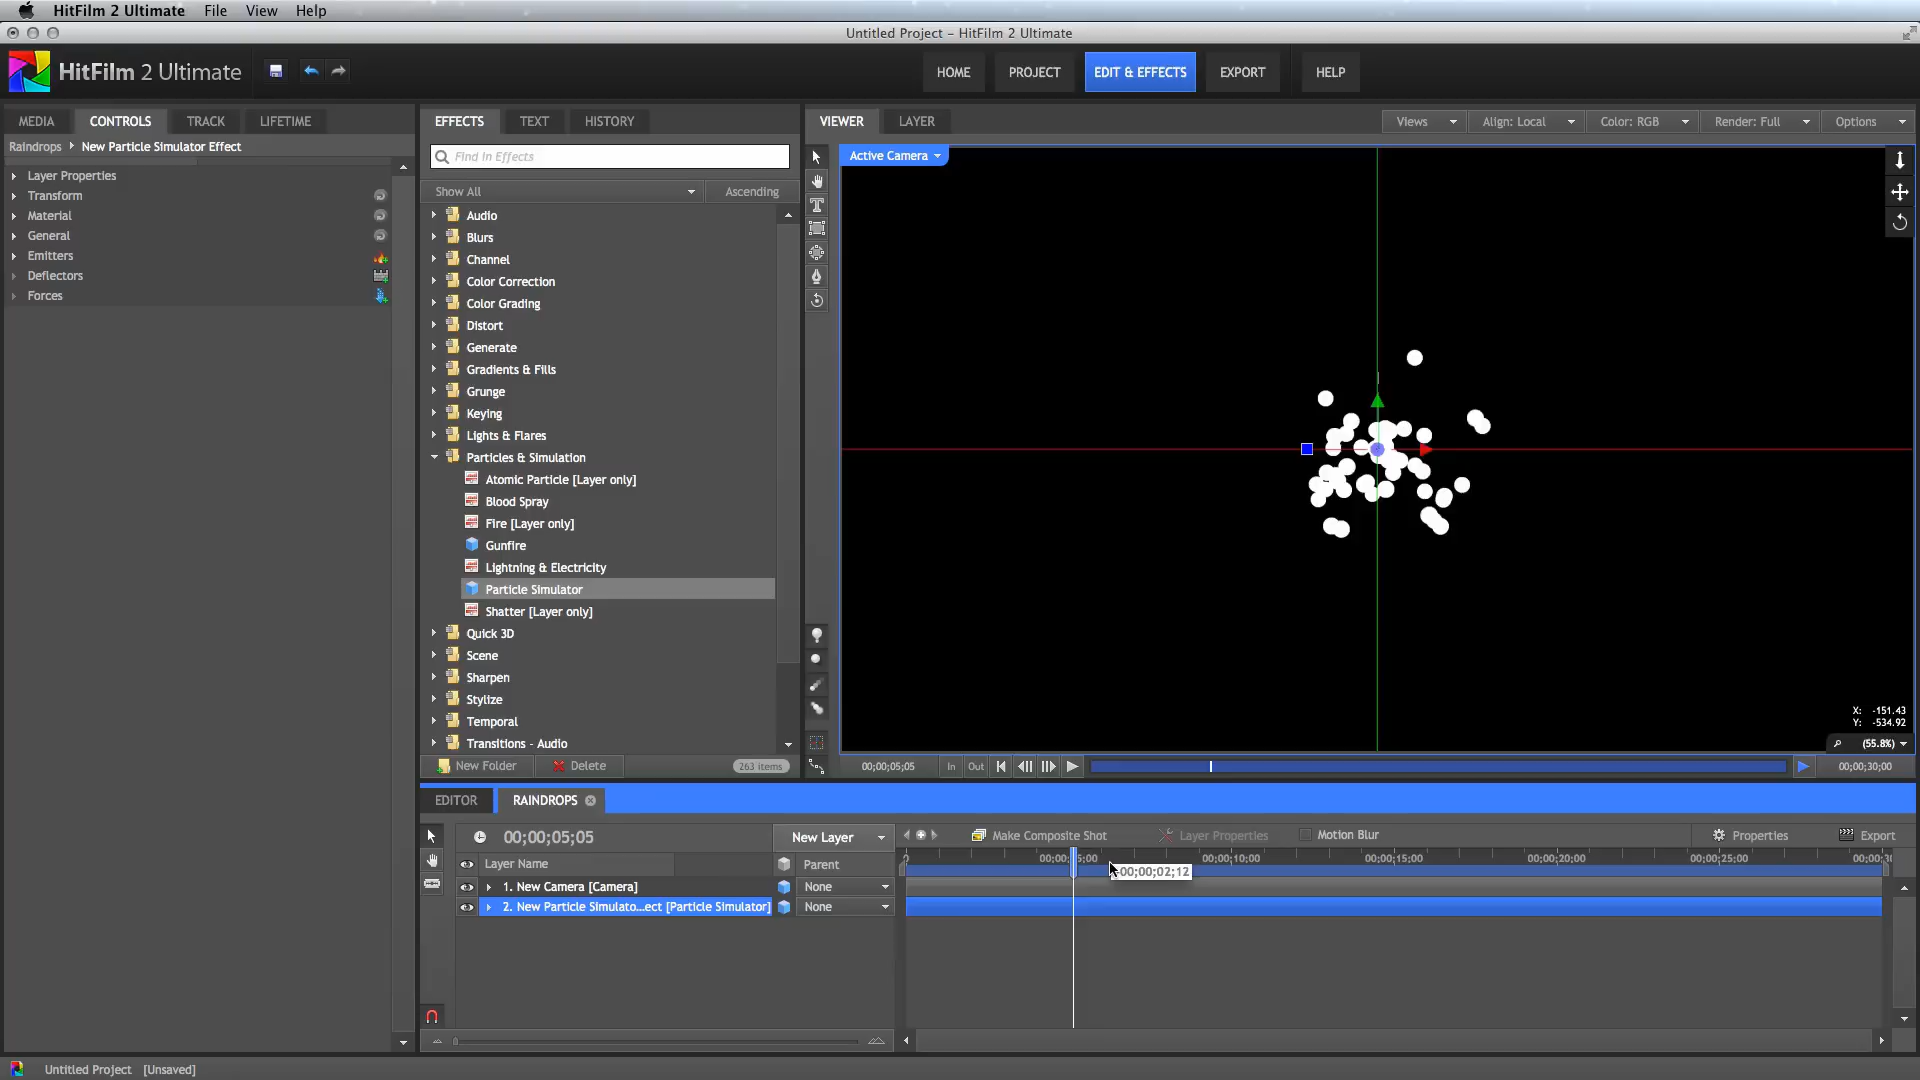 HitFilm 2 Ultimate File View Help
Untitled Project – HitFilm 2 Ultimate
HitFilm 2 Ultimate HOME PROJECT EDIT & EFFECTS EXPORT HELP
MEDIA CONTROLS TRACK LIFETIME
Raindrops New Particle Simulator Effect
Layer Properties
Transform
Material
General
Emitters
Deflectors
Forces
EFFECTS TEXT HISTORY
Find in Effects
Show All Ascending
Audio
Blurs
Channel
Color Correction
Color Grading
Distort
Generate
Gradients & Fills
Grunge
Keying
Lights & Flares
Particles & Simulation
Atomic Particle [Layer only]
Blood Spray
Fire [Layer only]
Gunfire
Lightning & Electricity
Particle Simulator
Shatter [Layer only]
Quick 3D
Scene
Sharpen
Stylize
Temporal
Transitions - Audio
New Folder Delete 263 items
VIEWER LAYER Views Align: Local Color: RGB Render: Full Options
Active Camera
X: -151.43
Y: -534.92
(55.8%)
00;00;05;05 In Out 00;00;30;00
EDITOR RAINDROPS
00;00;05;05 New Layer Make Composite Shot Layer Properties Motion Blur Properties Export
Layer Name Parent
1. New Camera [Camera] None
2. New Particle Simulato...ect [Particle Simulator] None
0 00;00;10;00 00;00;15;00 00;00;20;00 00;00;25;00
00;00;02;12
Untitled Project [Unsaved]